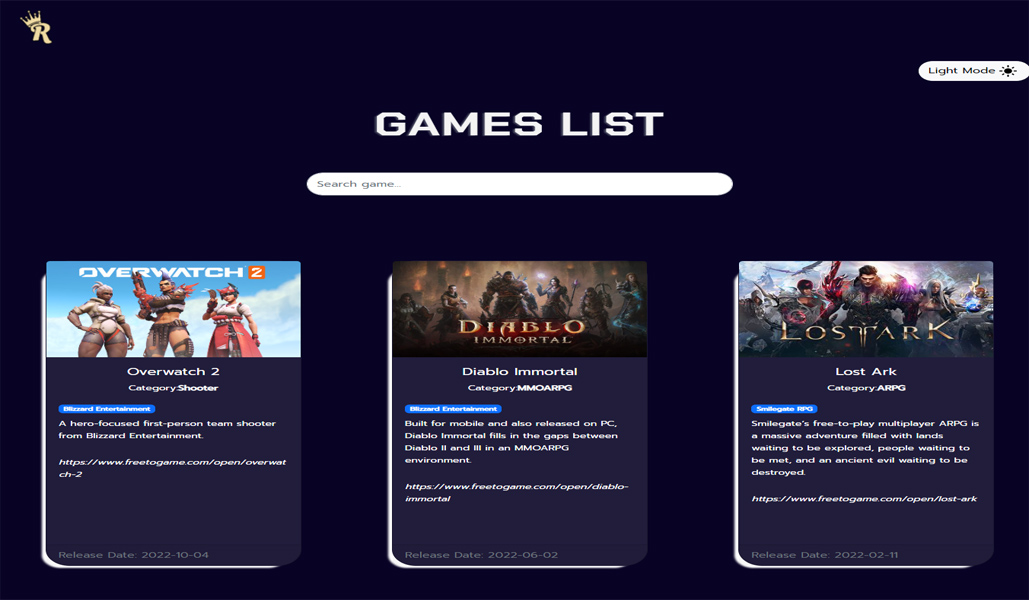 R
Light Mode
GAMES LIST
Search game...
OVERWATCH 2
Overwatch 2
Category:Shooter
Blizzard Entertainment
A hero-focused first-person team shooter
from Blizzard Entertainment.
https://www.freetogame.com/open/overwat
ch-2
Release Date: 2022-10-04
DIABLO
IMMORTAL
Diablo Immortal
Category:MMOARPG
Blizzard Entertainment
Built for mobile and also released on PC,
Diablo Immortal fills in the gaps between
Diablo II and III in an MMOARPG
environment.
https://www.freetogame.com/open/diablo-
immortal
Release Date: 2022-06-02
LOST ARK
Lost Ark
Category:ARPG
Smilegate RPG
Smilegate's free-to-play multiplayer ARPG is
a massive adventure filled with lands
waiting to be explored, people waiting to
be met, and an ancient evil waiting to be
destroyed.
https://www.freetogame.com/open/lost-ark
Release Date: 2022-02-11